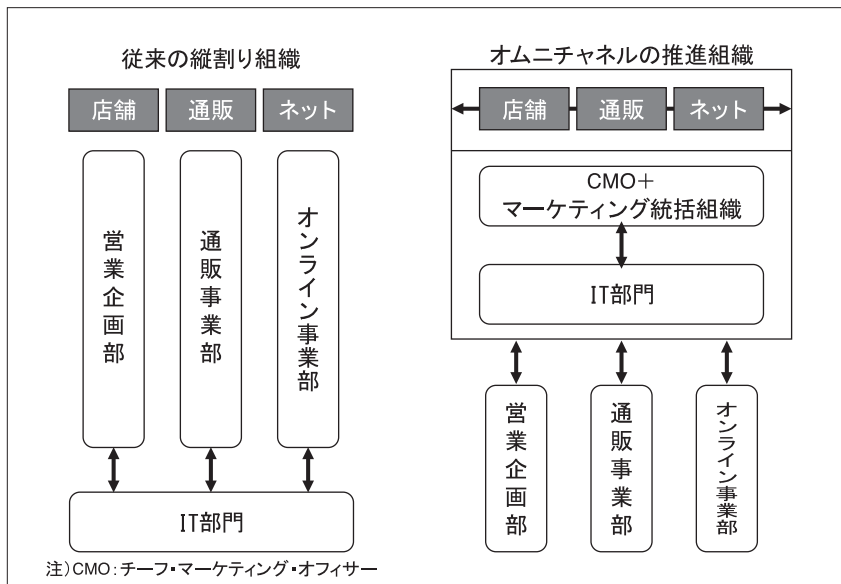 従来の縦割り組織
店舗
通販
ネット
営業企画部
通販事業部
オンライン事業部
IT部門
注）CMO：チーフ・マーケティング・オフィサー
オムニチャネルの推進組織
店舗
通販
ネット
CMO＋
マーケティング統括組織
IT部門
営業企画部
通販事業部
オンライン事業部